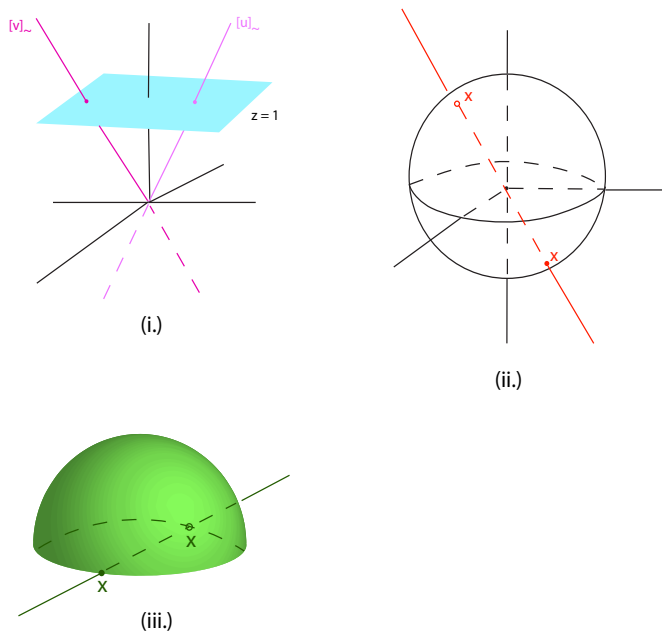 [v]~ [u]~
z = 1
(i.)
x
x
(ii.)
x
x
(iii.)